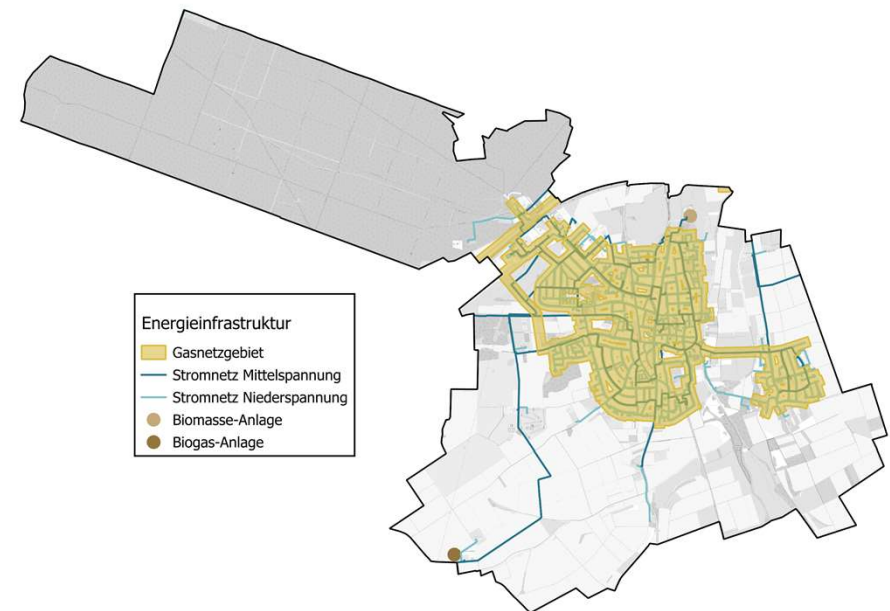 Energieinfrastruktur
Gasnetzgebiet
Stromnetz Mittelspannung
Stromnetz Niederspannung
Biomasse-Anlage
Biogas-Anlage